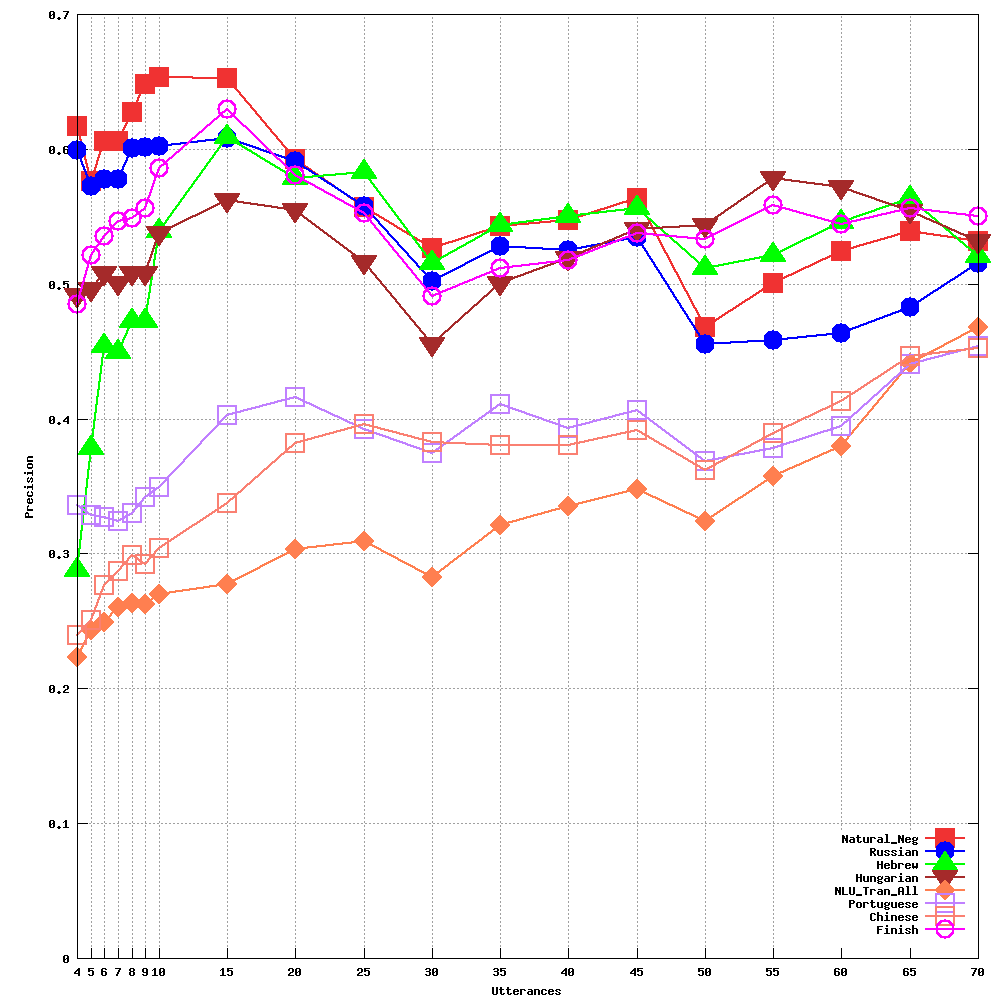 0.7
0.6
0.5
0.4
0.3
0.2
0.1
0
Precision
4 5 6 7 8 9 10 15 20 25 30 35 40 45 50 55 60 65 70
Utterances
Natural_Neg
Russian
Hebrew
Hungarian
NLU_Tran_All
Portuguese
Chinese
Finish